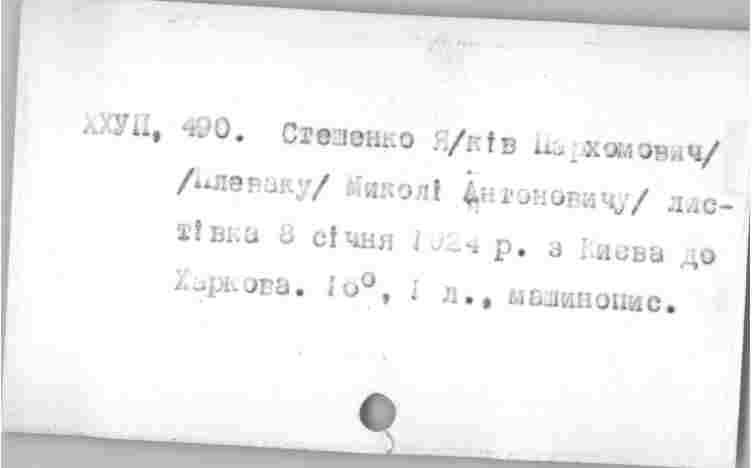 ХХУП, 490. Стешенко Я/ків Пархомович/
/Плеваку/ Миколі Антоновичу/ лис-
тівка 8 січня 1924 р. з Києва до
Харкова. 16°, 1 л., машинопис.